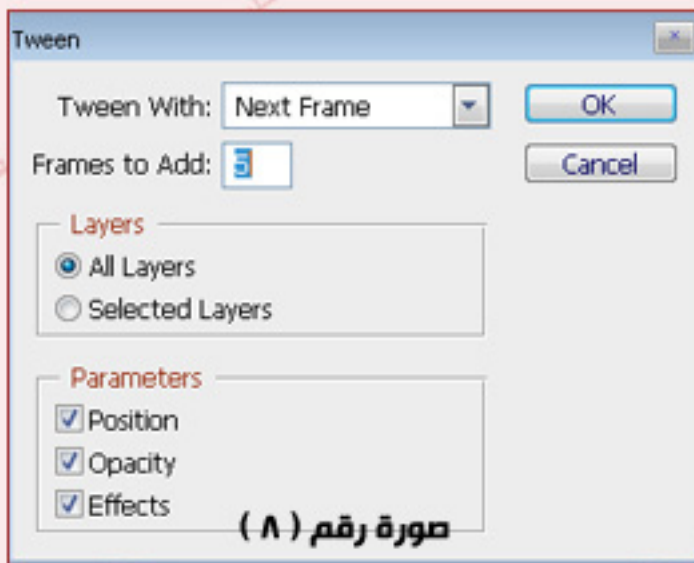 Tween
Tween With: Next Frame
OK
Frames to Add: 5
Cancel
Layers
All Layers
Selected Layers
Parameters
Position
Opacity
Effects
صورة رقم ( ٨ )